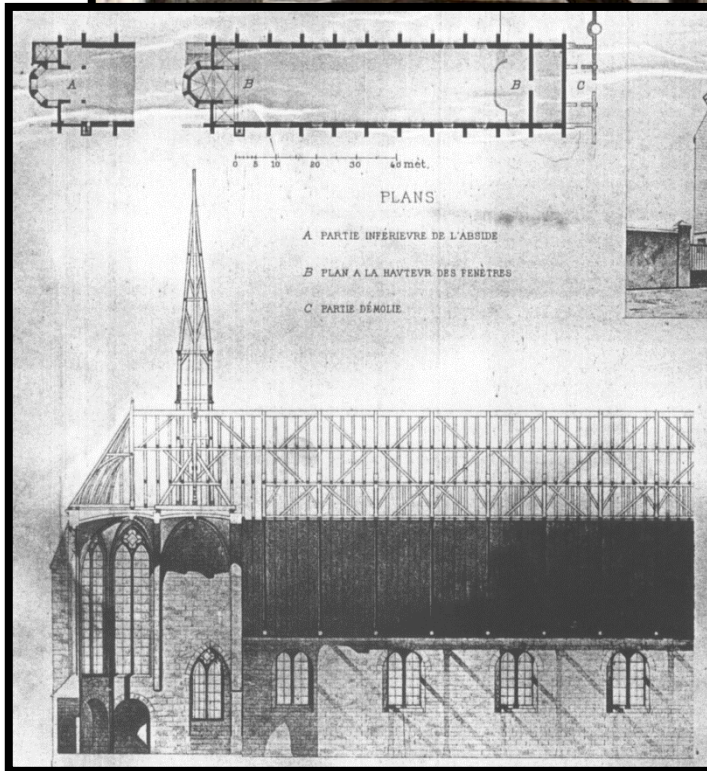 A B B C
0 5 10 20 30 40 mèt.
PLANS
A PARTIE INFÉRIEVRE DE L'ABSIDE
B PLAN A LA HAVTEVR DES FENÊTRES
C PARTIE DÉMOLIE